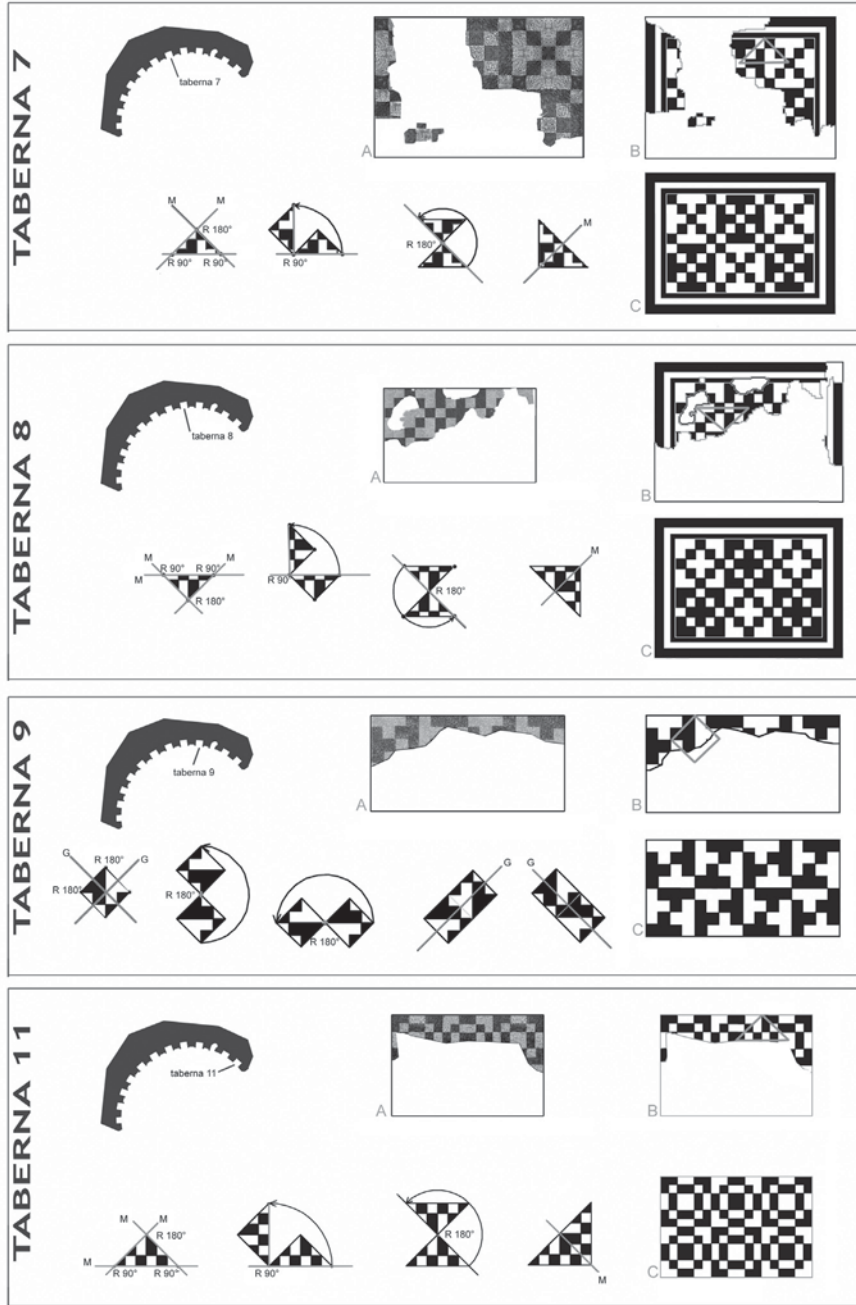 TABERNA 7
taberna 7
A
B
M M
R 180°
R 90° R 90°
R 90°
R 180°
M
C
TABERNA 8
taberna 8
A
B
M M
R 90° R 90°
M
R 180°
R 90°
R 180°
M
C
TABERNA 9
taberna 9
A
B
G R 180° G
R 180°
R 180°
R 180°
G
G
C
TABERNA 11
taberna 11
A
B
M M
R 180°
M
R 90° R 90°
R 90°
R 180°
M
C